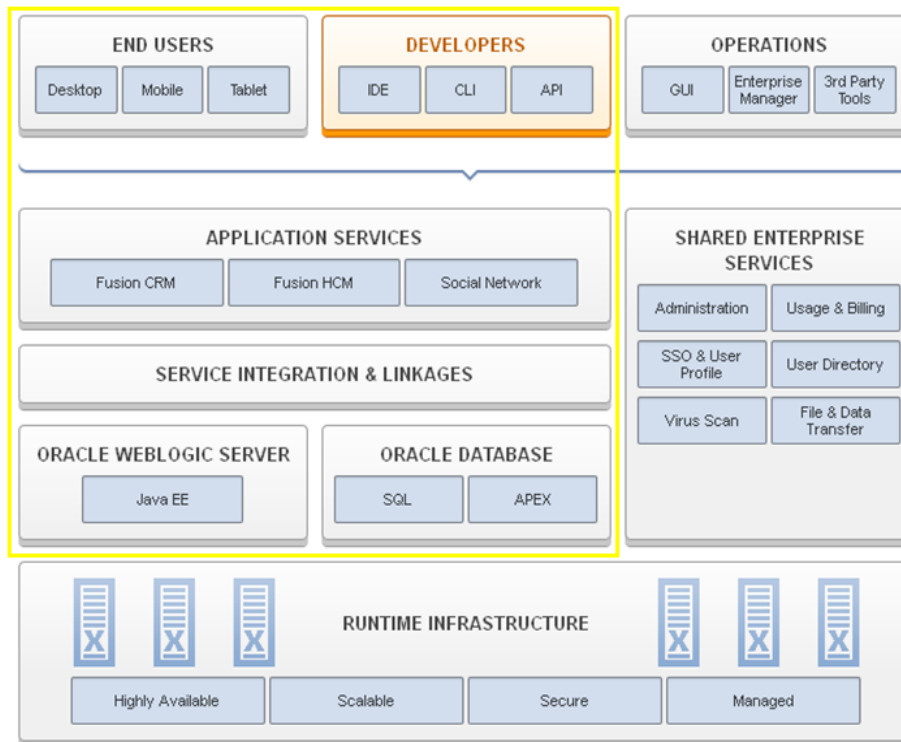 END USERS
Desktop
Mobile
Tablet
DEVELOPERS
IDE
CLI
API
OPERATIONS
GUI
Enterprise
Manager
3rd Party
Tools
APPLICATION SERVICES
Fusion CRM
Fusion HCM
Social Network
SERVICE INTEGRATION & LINKAGES
ORACLE WEBLOGIC SERVER
Java EE
ORACLE DATABASE
SQL
APEX
SHARED ENTERPRISE
SERVICES
Administration
Usage & Billing
SSO & User
Profile
User Directory
Virus Scan
File & Data
Transfer
X
X
X
RUNTIME INFRASTRUCTURE
X
X
X
Highly Available
Scalable
Secure
Managed